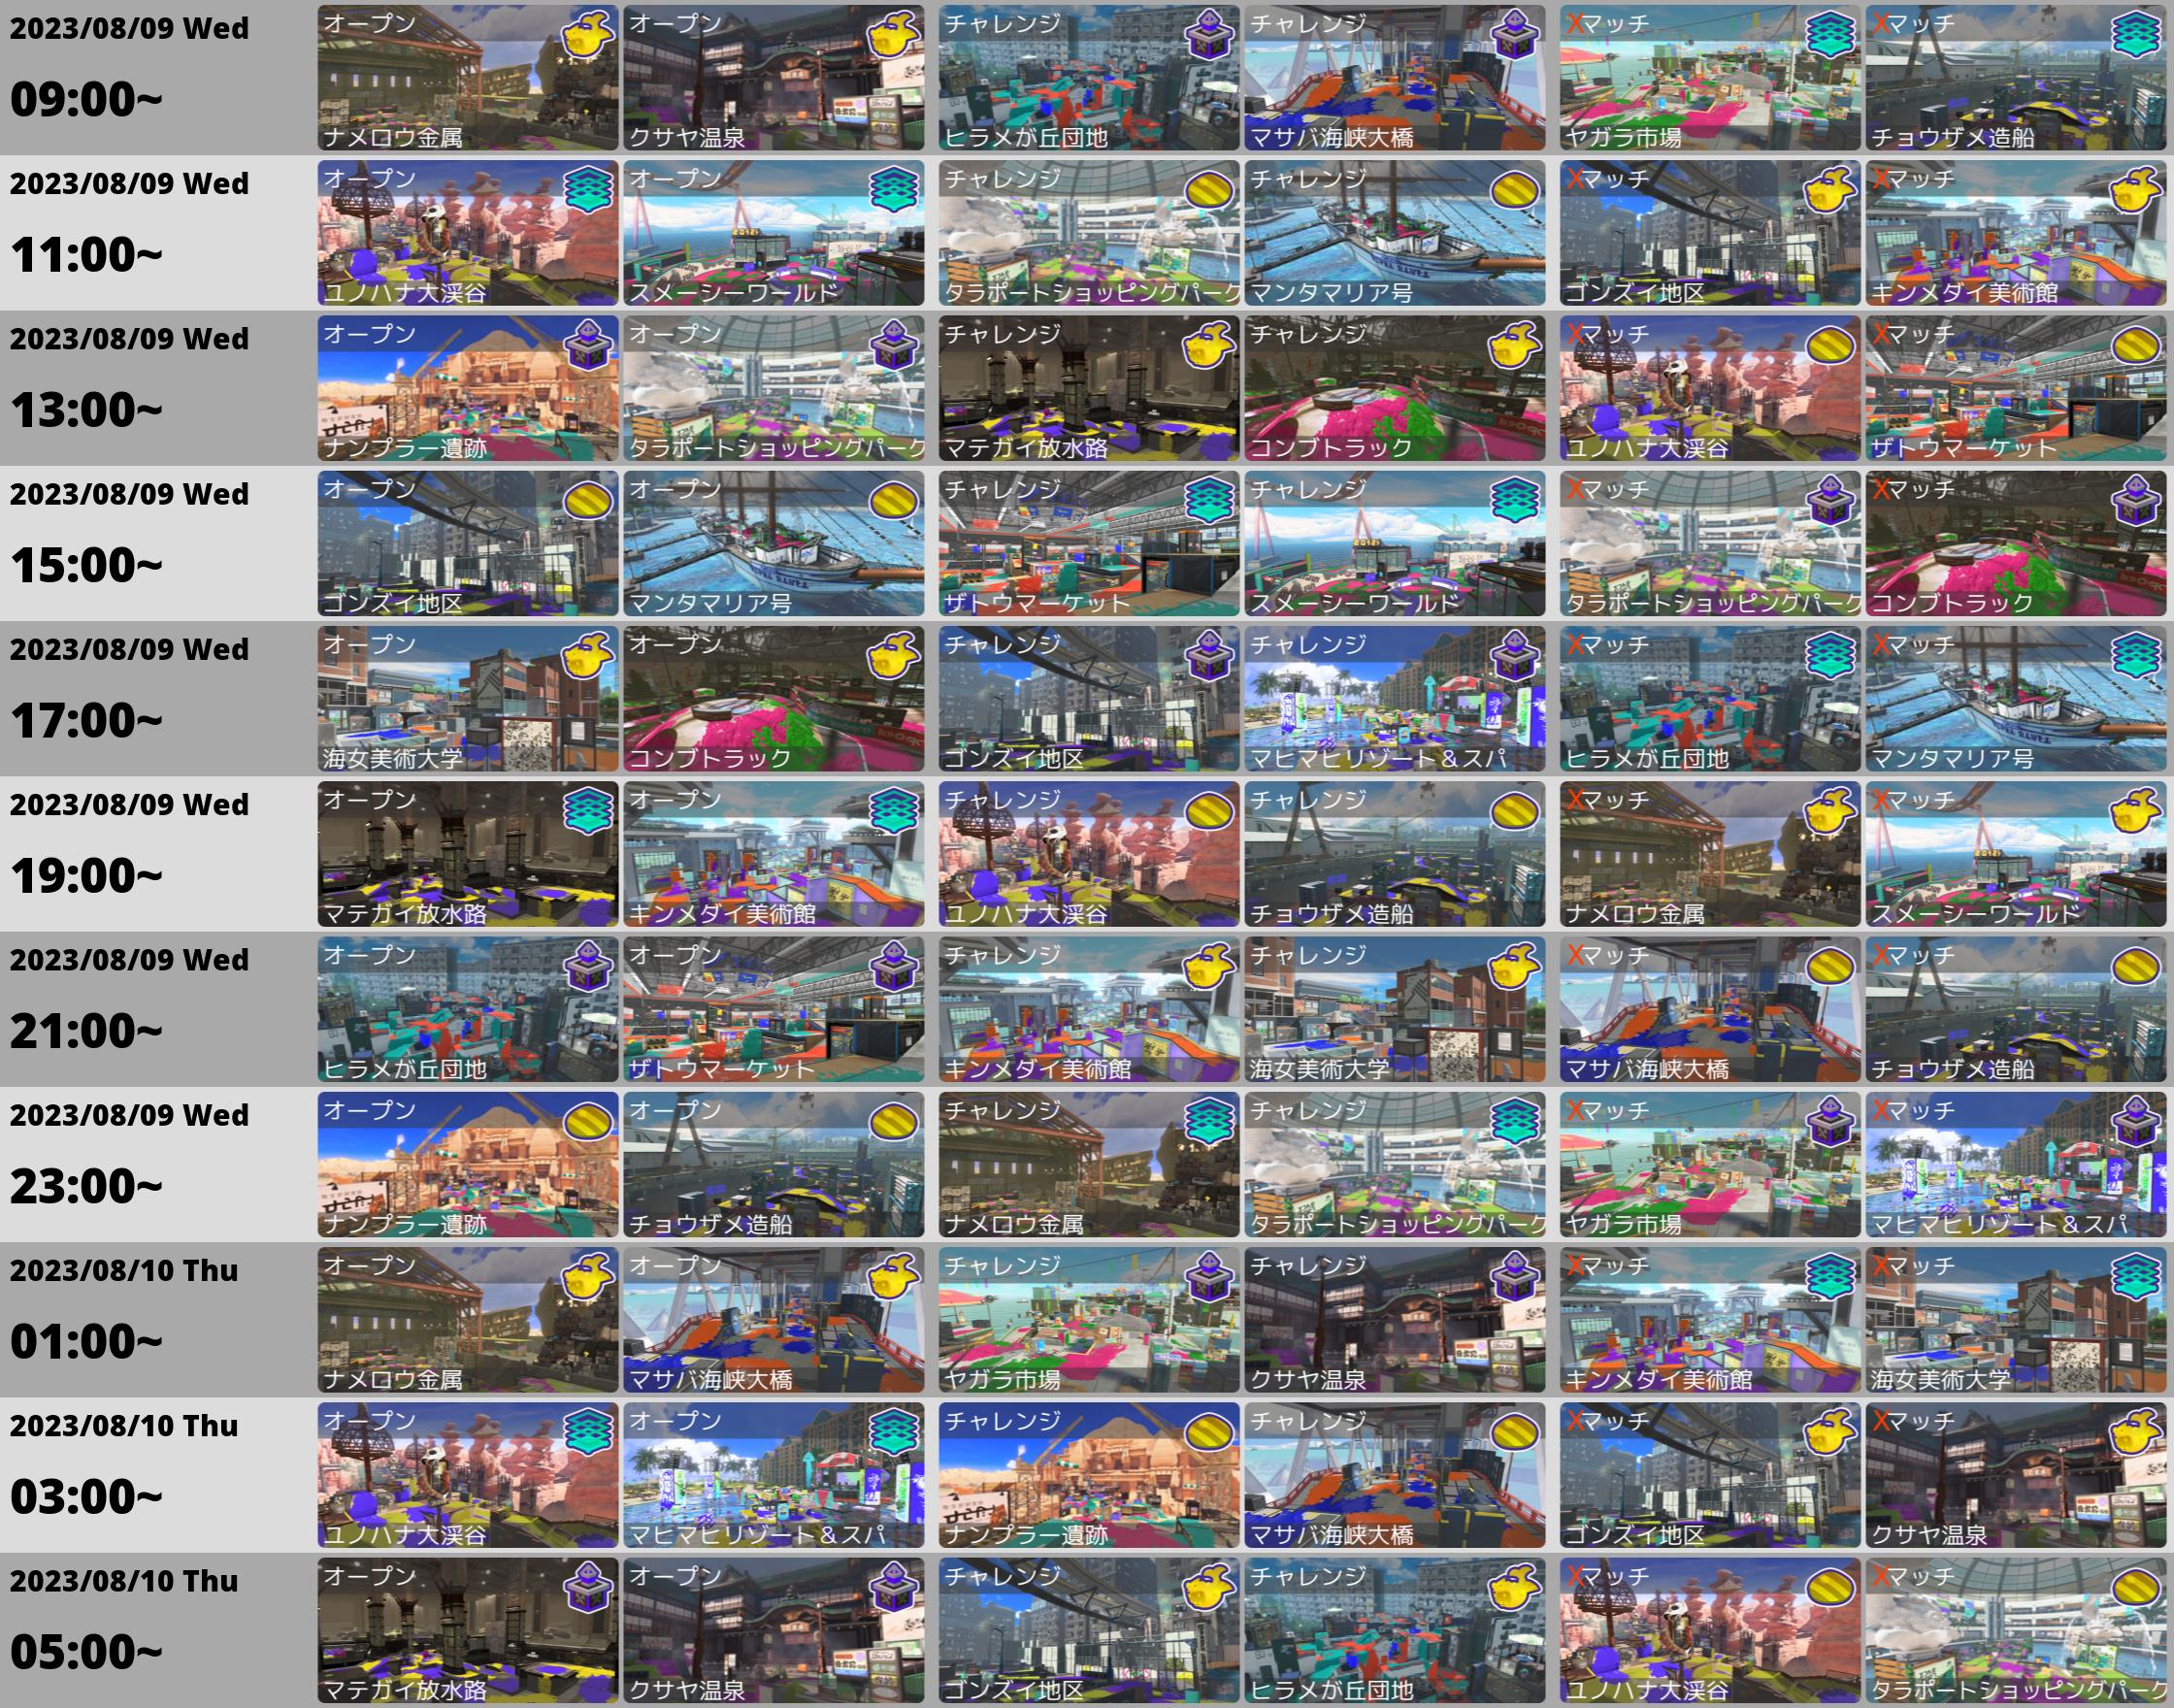 2023/08/09 Wed
09:00~
オープン オープン チャレンジ チャレンジ Xマッチ Xマッチ
ナメロウ金属 クサヤ温泉 ヒラメが丘団地 マサバ海峡大橋 ヤガラ市場 チョウザメ造船
2023/08/09 Wed
11:00~
オープン オープン チャレンジ チャレンジ Xマッチ Xマッチ
ユノハナ大渓谷 スメーシーワールド タラポートショッピングパーク マンタマリア号 ゴンズイ地区 キンメダイ美術館
2023/08/09 Wed
13:00~
オープン オープン チャレンジ チャレンジ Xマッチ Xマッチ
ナンプラー遺跡 タラポートショッピングパーク マテガイ放水路 コンブトラック ユノハナ大渓谷 ザトウマーケット
2023/08/09 Wed
15:00~
オープン オープン チャレンジ チャレンジ Xマッチ Xマッチ
ゴンズイ地区 マンタマリア号 ザトウマーケット スメーシーワールド タラポートショッピングパーク コンブトラック
2023/08/09 Wed
17:00~
オープン オープン チャレンジ チャレンジ Xマッチ Xマッチ
海女美術大学 コンブトラック ゴンズイ地区 マヒマヒリゾート&スパ ヒラメが丘団地 マンタマリア号
2023/08/09 Wed
19:00~
オープン オープン チャレンジ チャレンジ Xマッチ Xマッチ
マテガイ放水路 キンメダイ美術館 ユノハナ大渓谷 チョウザメ造船 ナメロウ金属 スメーシーワールド
2023/08/09 Wed
21:00~
オープン オープン チャレンジ チャレンジ Xマッチ Xマッチ
ヒラメが丘団地 ザトウマーケット キンメダイ美術館 海女美術大学 マサバ海峡大橋 チョウザメ造船
2023/08/09 Wed
23:00~
オープン オープン チャレンジ チャレンジ Xマッチ Xマッチ
ナンプラー遺跡 チョウザメ造船 ナメロウ金属 タラポートショッピングパーク ヤガラ市場 マヒマヒリゾート&スパ
2023/08/10 Thu
01:00~
オープン オープン チャレンジ チャレンジ Xマッチ Xマッチ
ナメロウ金属 マサバ海峡大橋 ヤガラ市場 クサヤ温泉 キンメダイ美術館 海女美術大学
2023/08/10 Thu
03:00~
オープン オープン チャレンジ チャレンジ Xマッチ Xマッチ
ユノハナ大渓谷 マヒマヒリゾート&スパ ナンプラー遺跡 マサバ海峡大橋 ゴンズイ地区 クサヤ温泉
2023/08/10 Thu
05:00~
オープン オープン チャレンジ チャレンジ Xマッチ Xマッチ
マテガイ放水路 クサヤ温泉 ゴンズイ地区 ヒラメが丘団地 ユノハナ大渓谷 タラポートショッピングパーク